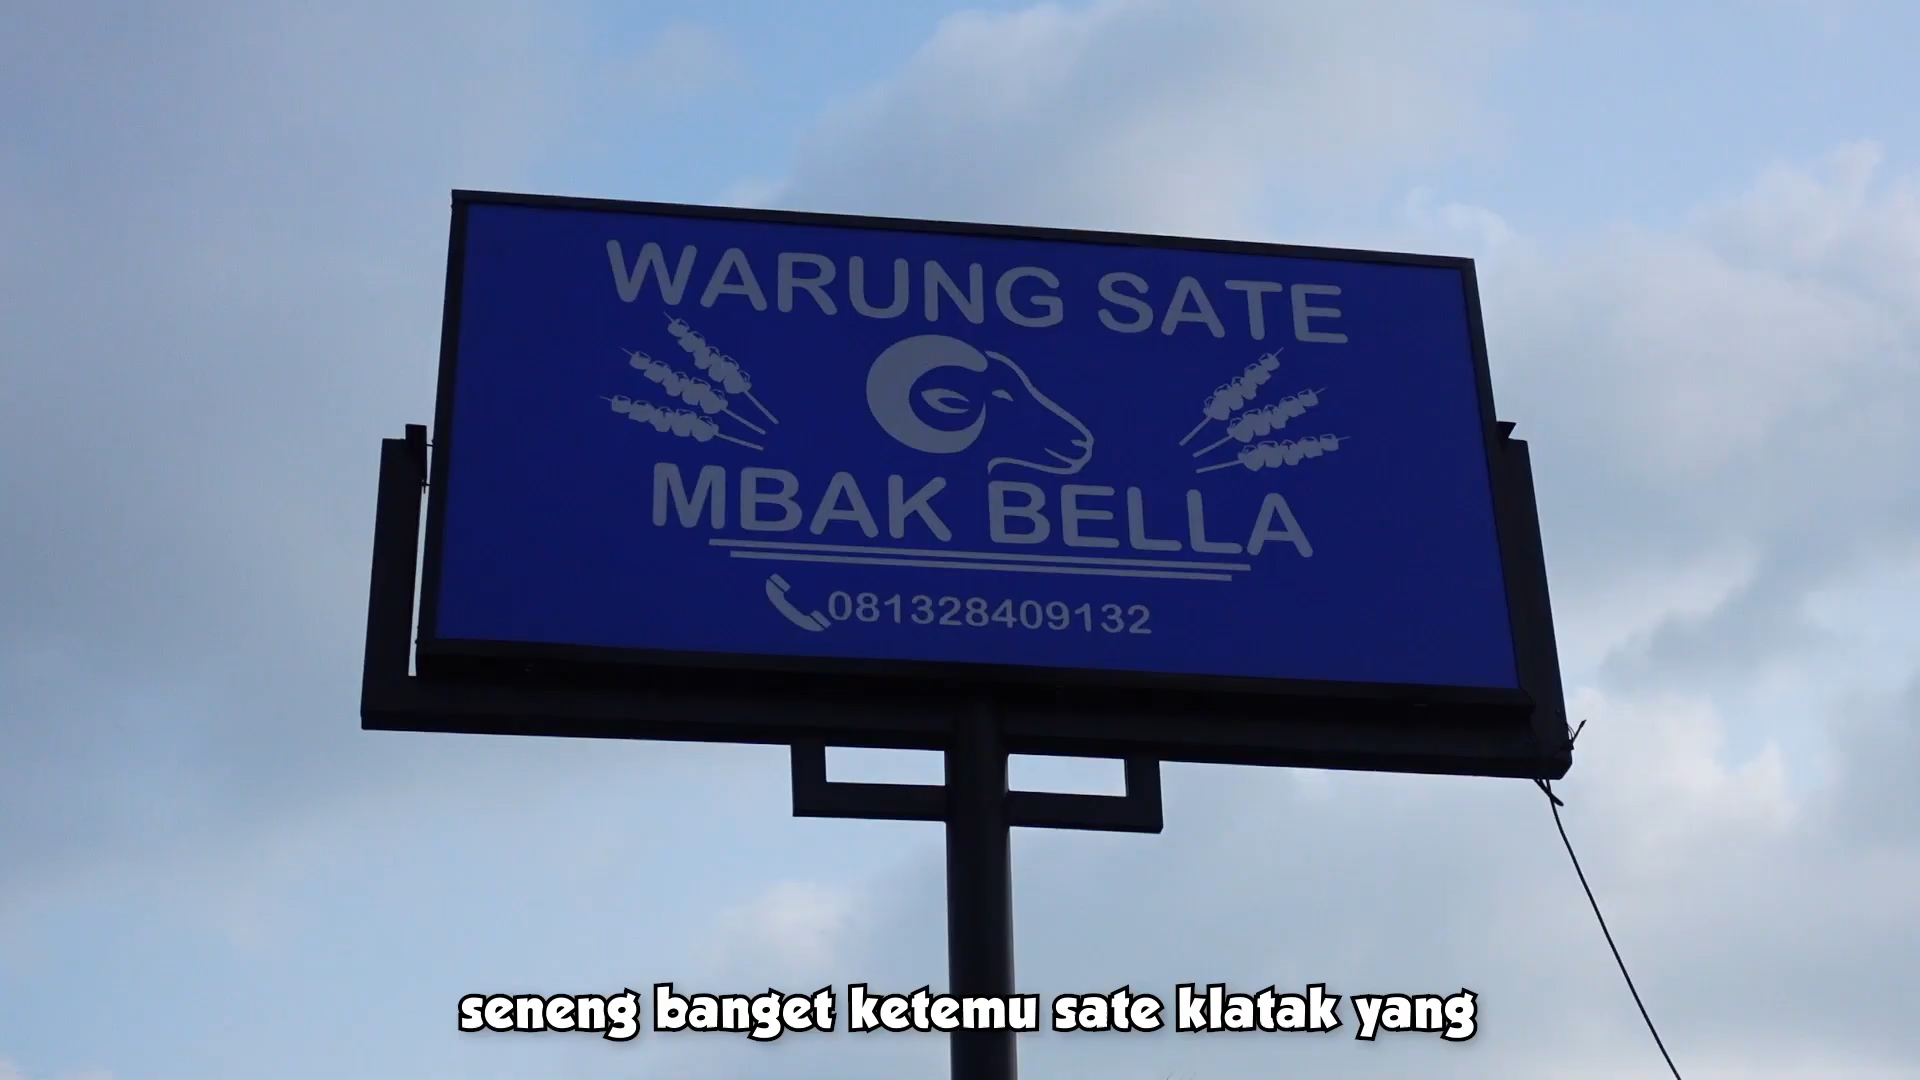 WARUNG SATE
MBAK BELLA
081328409132
seneng banget ketemu sate klatak yang